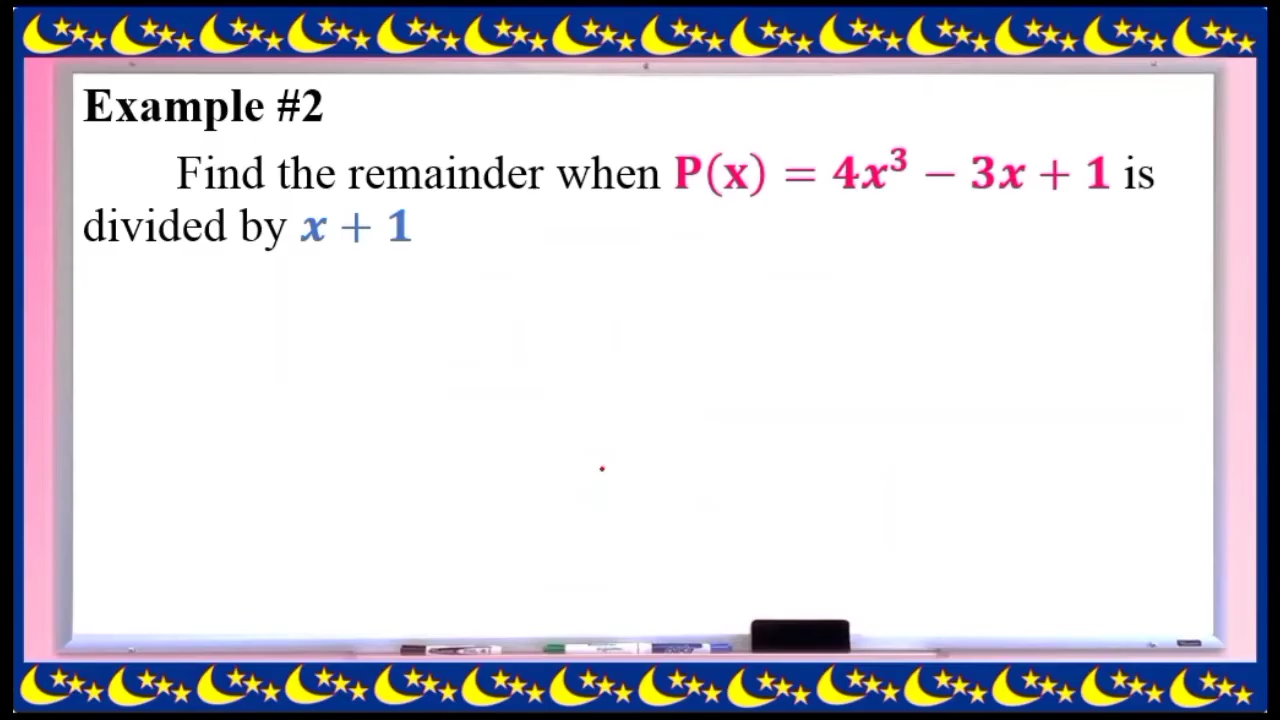 Example #2
Find the remainder when P(x) = 4x³ − 3x + 1 is
divided by x + 1